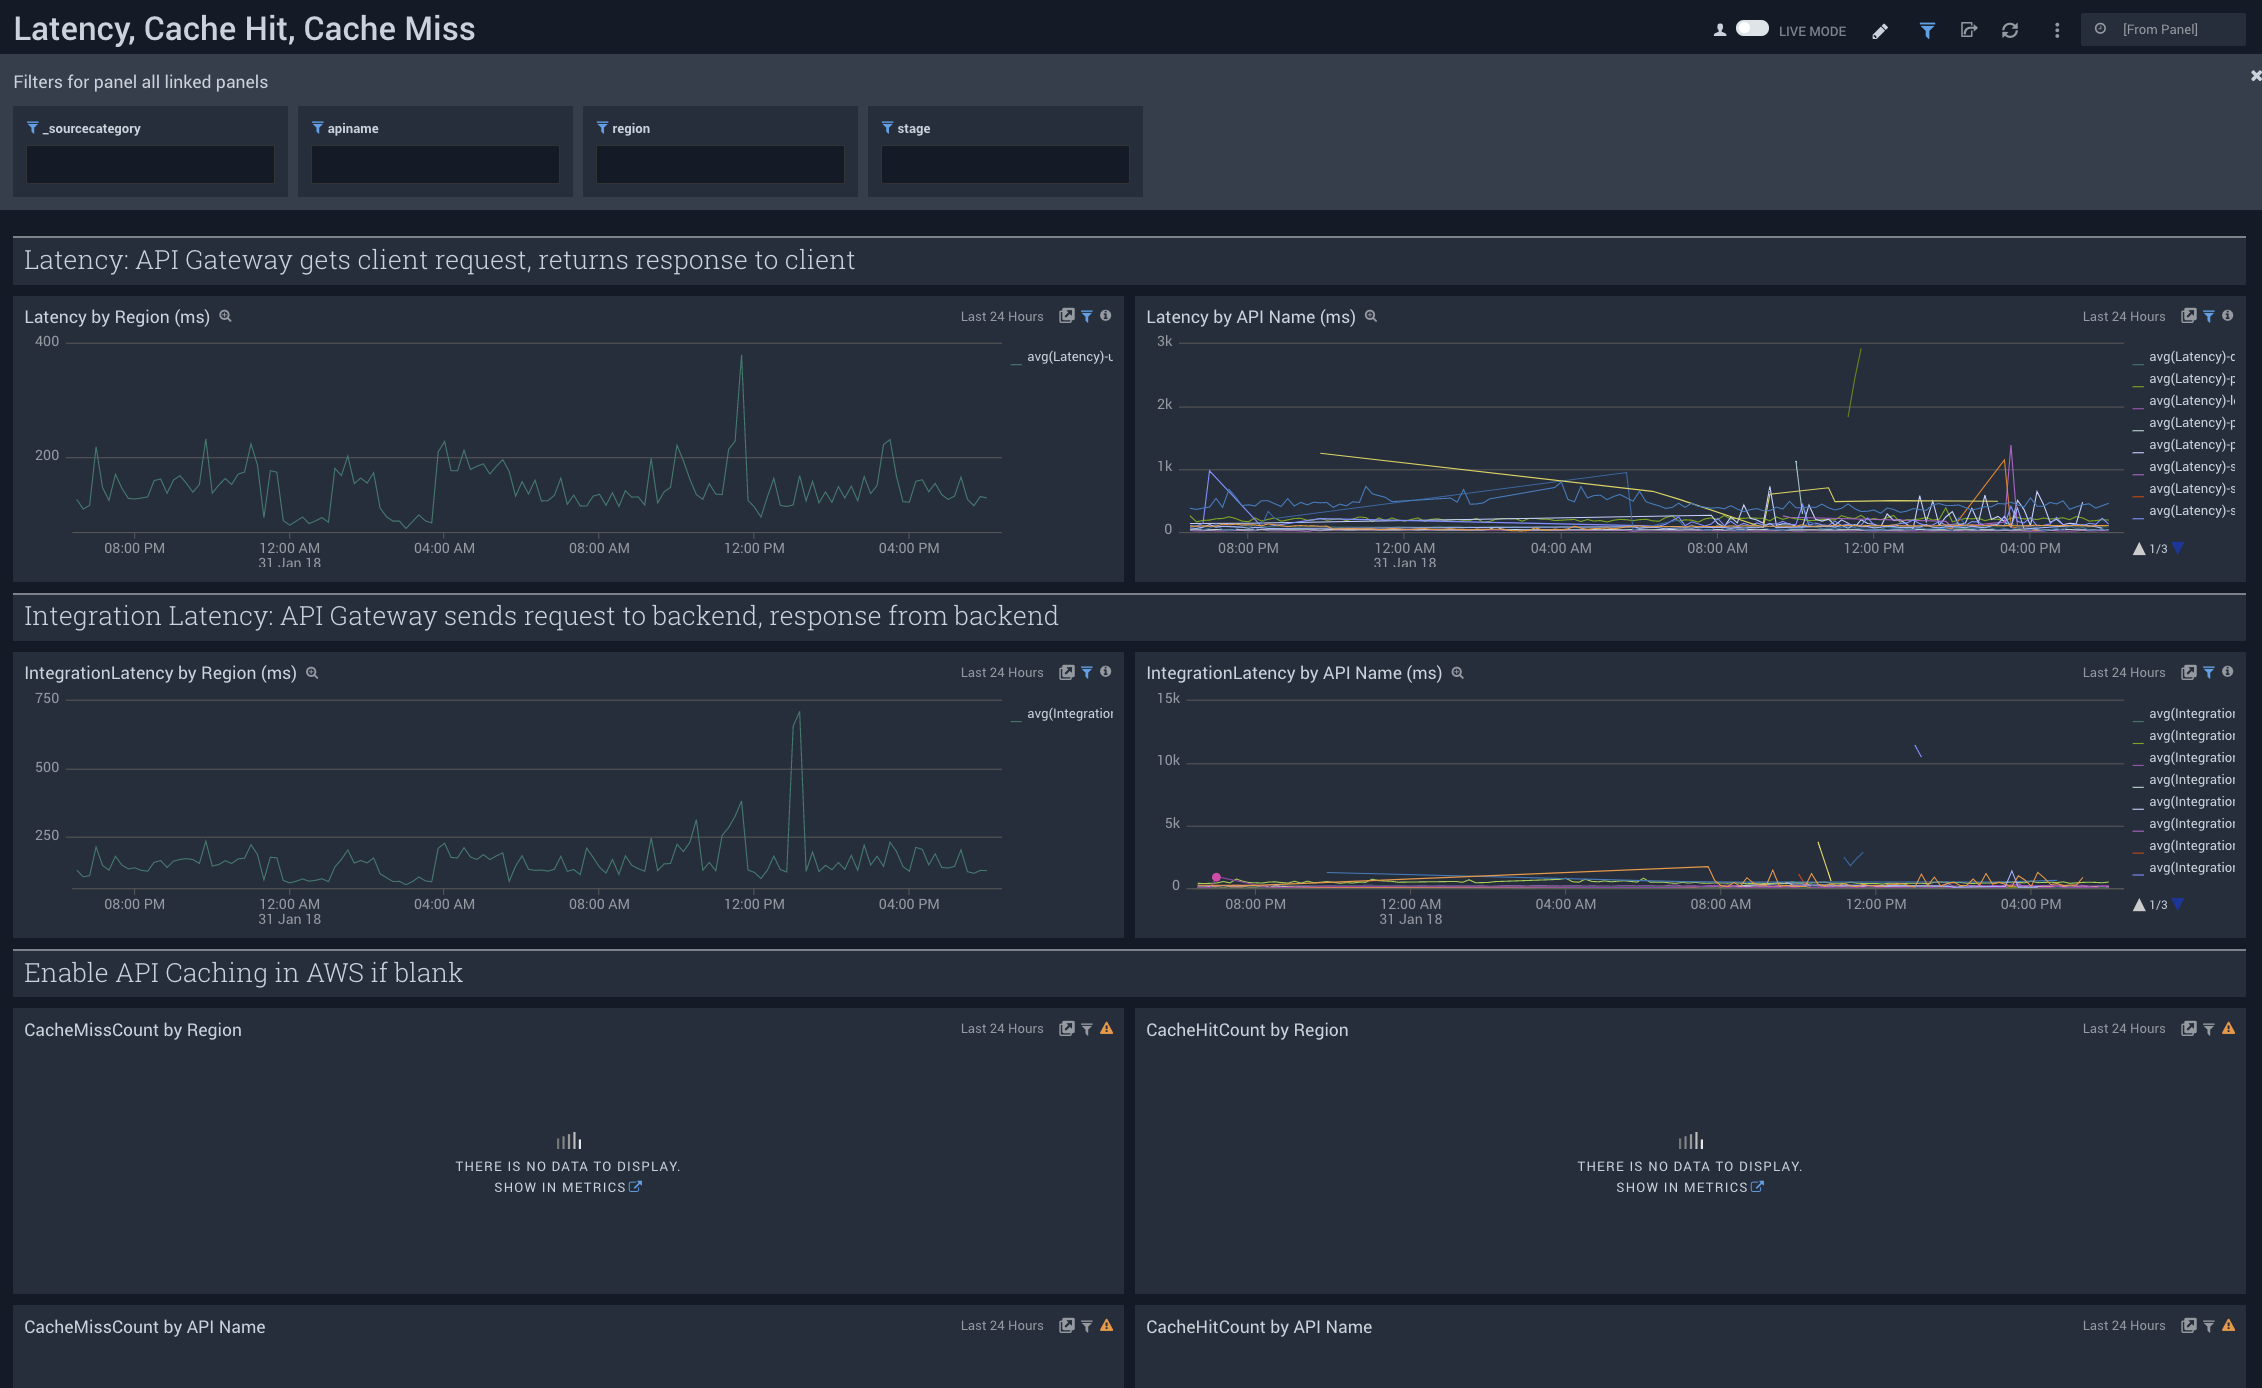 Latency, Cache Hit, Cache Miss
LIVE MODE
[From Panel]
Filters for panel all linked panels
_sourcecategory
apiname
region
stage
Latency: API Gateway gets client request, returns response to client
Latency by Region (ms)
Last 24 Hours
400
200
avg(Latency)-u
08:00 PM
12:00 AM
31 Jan 18
04:00 AM
08:00 AM
12:00 PM
04:00 PM
Latency by API Name (ms)
Last 24 Hours
3k
2k
1k
0
avg(Latency)-c
avg(Latency)-p
avg(Latency)-l
avg(Latency)-p
avg(Latency)-p
avg(Latency)-s
avg(Latency)-s
avg(Latency)-s
1/3
08:00 PM
12:00 AM
31 Jan 18
04:00 AM
08:00 AM
12:00 PM
04:00 PM
Integration Latency: API Gateway sends request to backend, response from backend
IntegrationLatency by Region (ms)
Last 24 Hours
750
500
250
avg(Integration
08:00 PM
12:00 AM
31 Jan 18
04:00 AM
08:00 AM
12:00 PM
04:00 PM
IntegrationLatency by API Name (ms)
Last 24 Hours
15k
10k
5k
0
avg(Integration
avg(Integration
avg(Integration
avg(Integration
avg(Integration
avg(Integration
avg(Integration
avg(Integration
1/3
08:00 PM
12:00 AM
31 Jan 18
04:00 AM
08:00 AM
12:00 PM
04:00 PM
Enable API Caching in AWS if blank
CacheMissCount by Region
Last 24 Hours
THERE IS NO DATA TO DISPLAY.
SHOW IN METRICS
CacheHitCount by Region
Last 24 Hours
THERE IS NO DATA TO DISPLAY.
SHOW IN METRICS
CacheMissCount by API Name
Last 24 Hours
CacheHitCount by API Name
Last 24 Hours